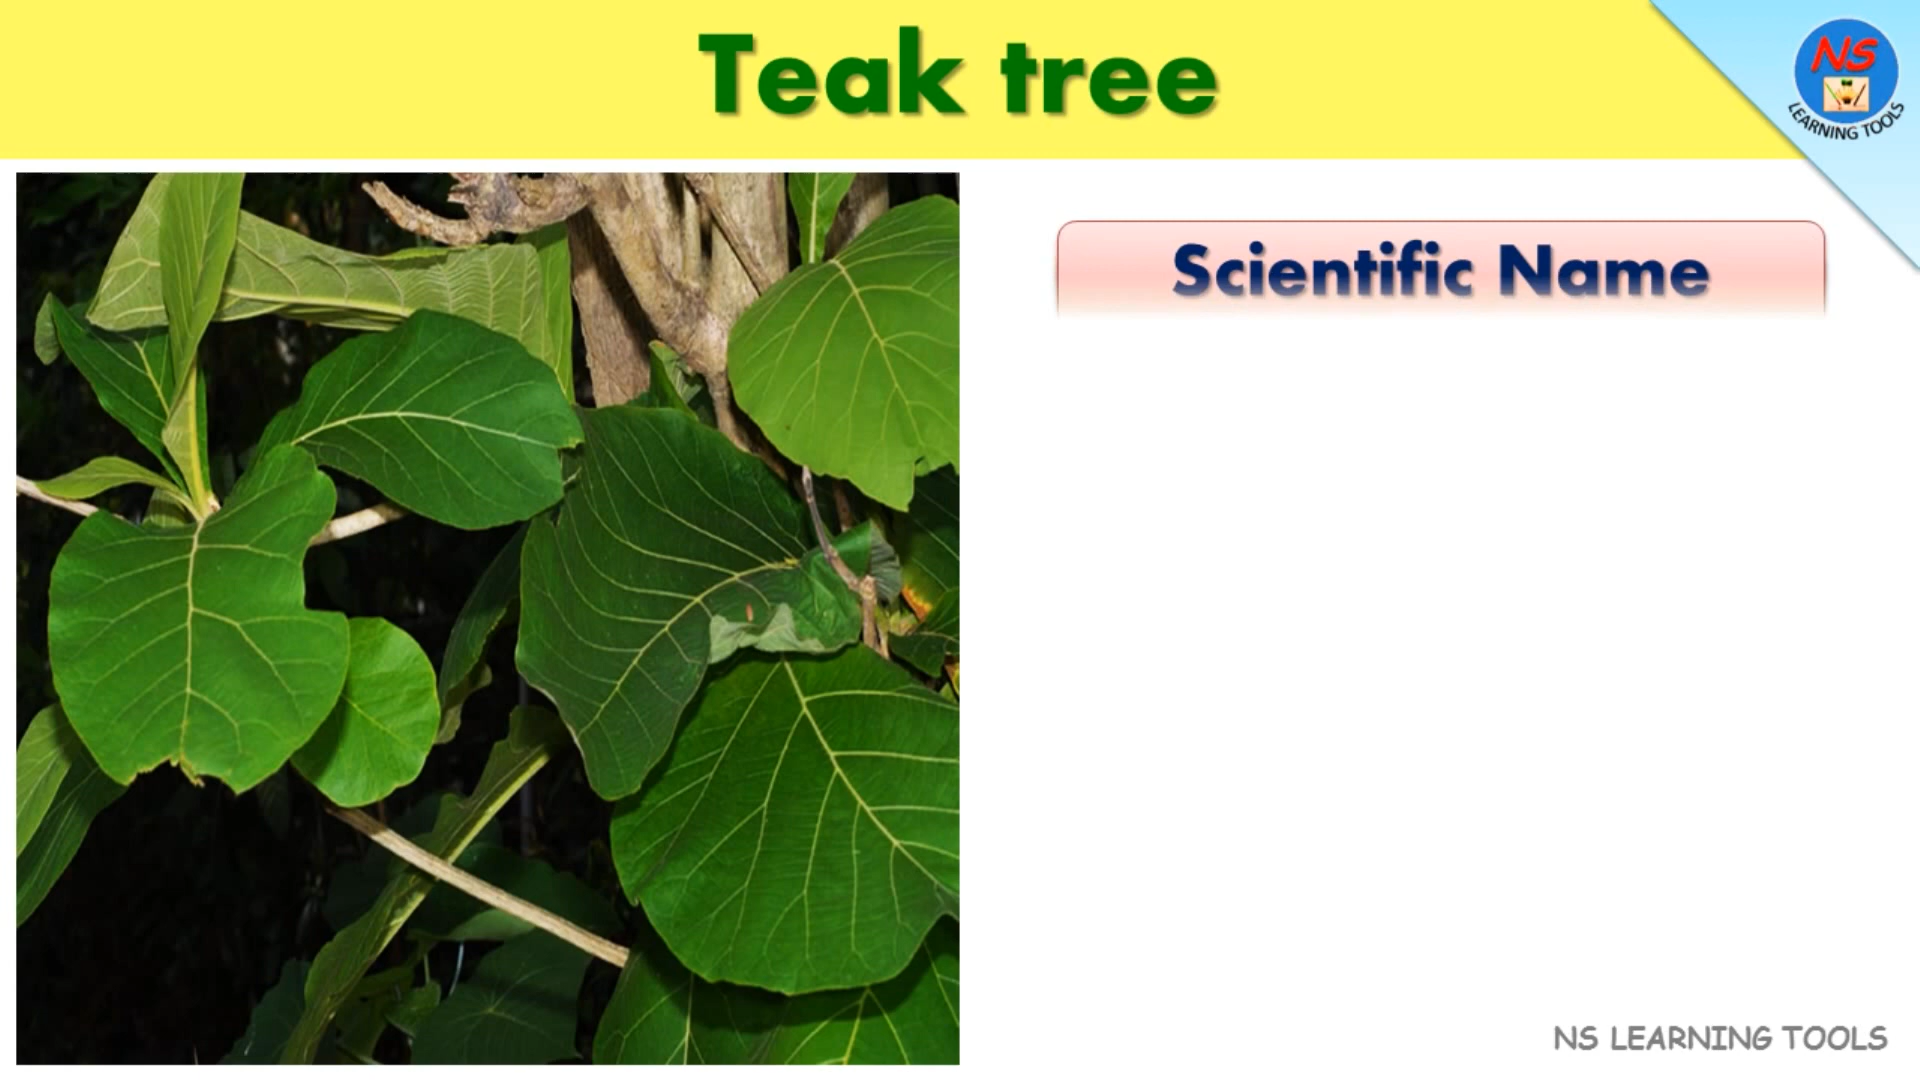 Teak tree
NS
LEARNING TOOLS
Scientific Name
NS LEARNING TOOLS